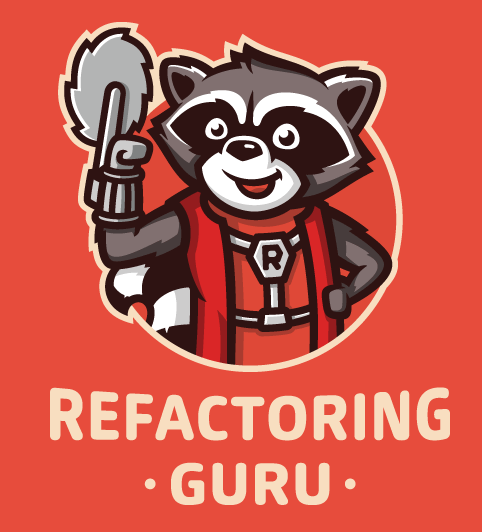 R
REFACTORING
· GURU ·